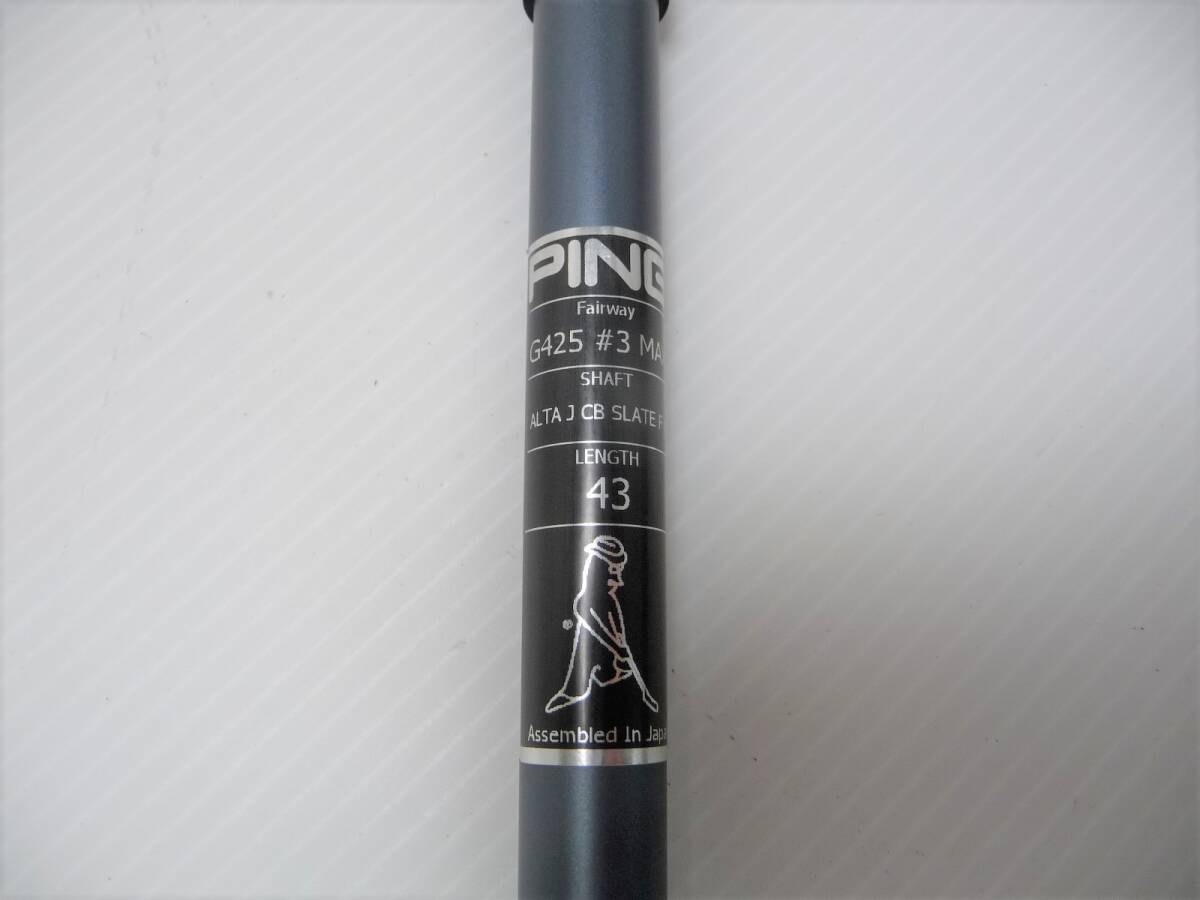 PING
Fairway
G425 #3 MA
SHAFT
ALTA J CB SLATE
LENGTH
43
®
Assembled In Japa